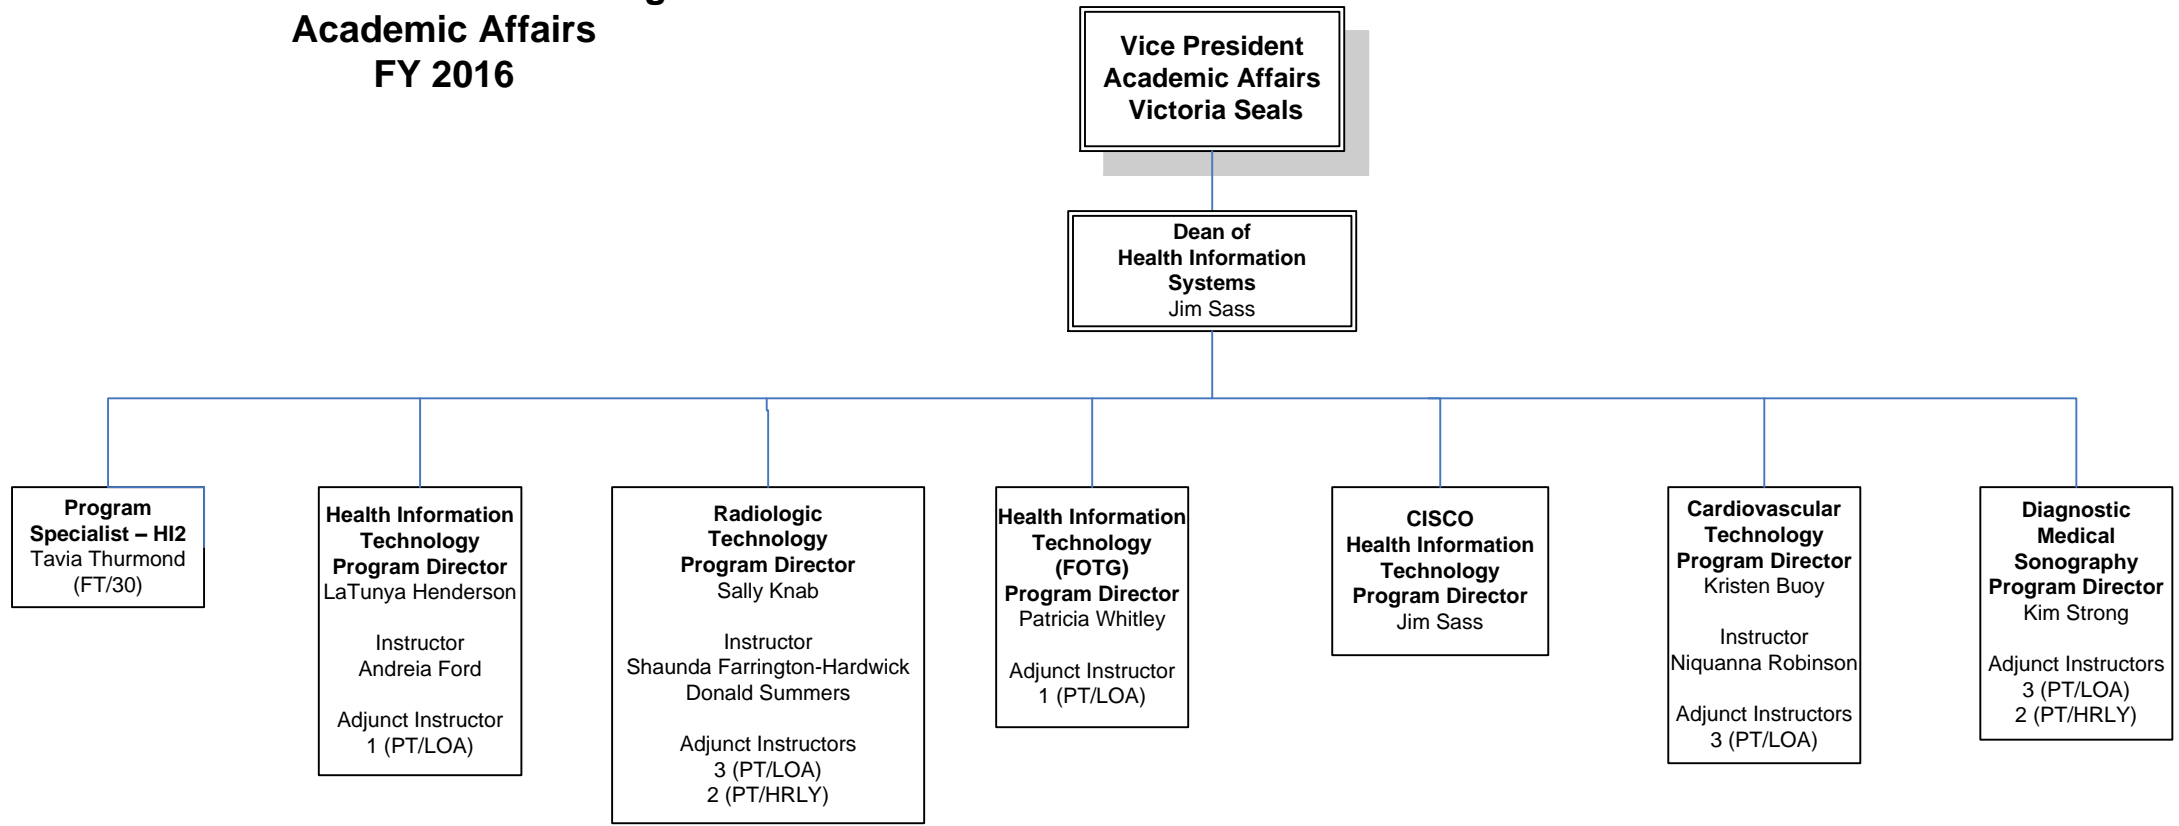 Academic Affairs
FY 2016
Vice President
Academic Affairs
Victoria Seals
Dean of
Health Information
Systems
Jim Sass
Program
Specialist – HI2
Tavia Thurmond
(FT/30)
Health Information
Technology
Program Director
LaTunya Henderson
Instructor
Andreia Ford
Adjunct Instructor
1 (PT/LOA)
Radiologic
Technology
Program Director
Sally Knab
Instructor
Shaunda Farrington-Hardwick
Donald Summers
Adjunct Instructors
3 (PT/LOA)
2 (PT/HRLY)
Health Information
Technology
(FOTG)
Program Director
Patricia Whitley
Adjunct Instructor
1 (PT/LOA)
CISCO
Health Information
Technology
Program Director
Jim Sass
Cardiovascular
Technology
Program Director
Kristen Buoy
Instructor
Niquanna Robinson
Adjunct Instructors
3 (PT/LOA)
Diagnostic
Medical
Sonography
Program Director
Kim Strong
Adjunct Instructors
3 (PT/LOA)
2 (PT/HRLY)